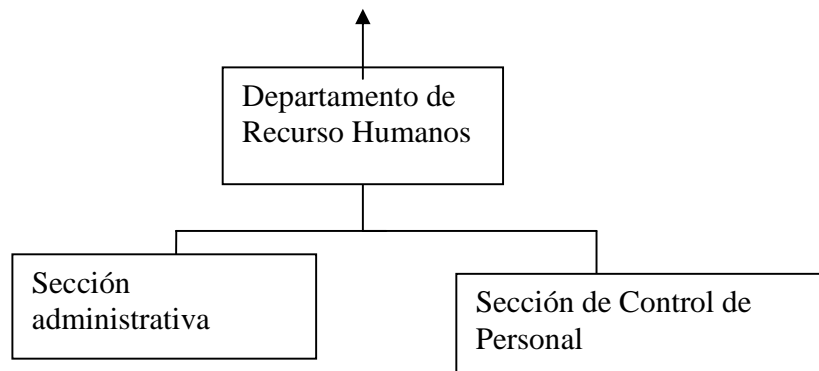 Departamento de
Recurso Humanos
Sección
administrativa
Sección de Control de
Personal